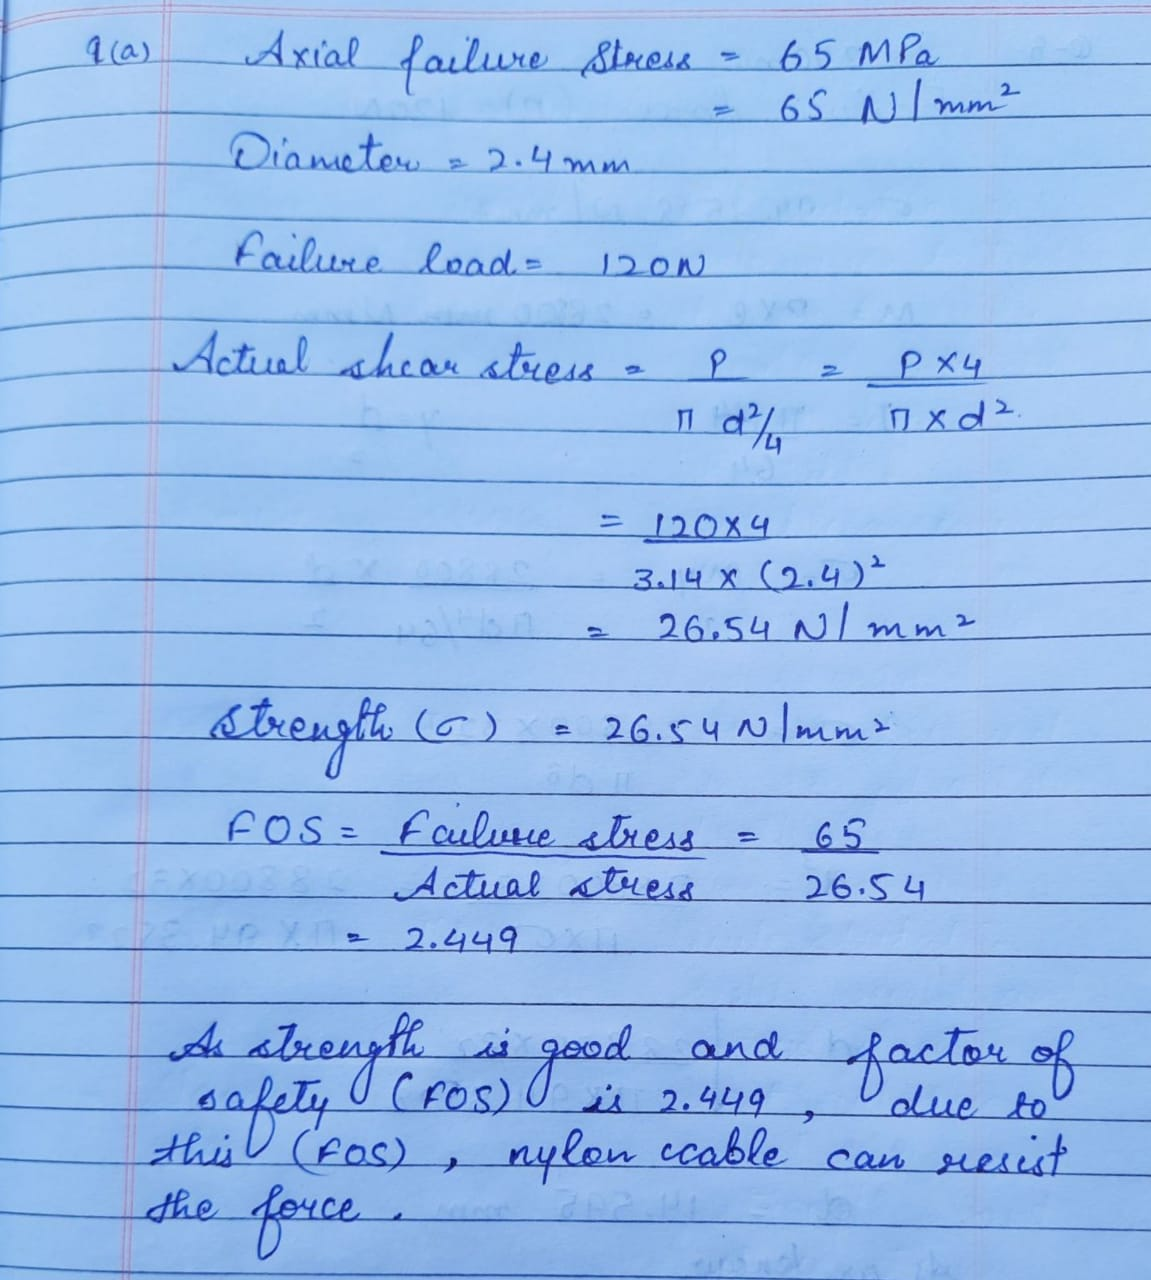 9(a) Axial failure Stress = 65 MPa
= 65 N/mm²
Diameter = 2.4 mm
Failure load = 120N
Actual shear stress = P / π d²/4 = P x 4 / π x d².
= 120x4 / 3.14 x (2.4)²
= 26.54 N/mm²
Strength (σ) = 26.54 N/mm²
FOS = Failure stress / Actual stress = 65 / 26.54
= 2.449
As strength is good and factor of
safety (FOS) is 2.449, due to
this (FOS), nylon ccable can resist
the force.